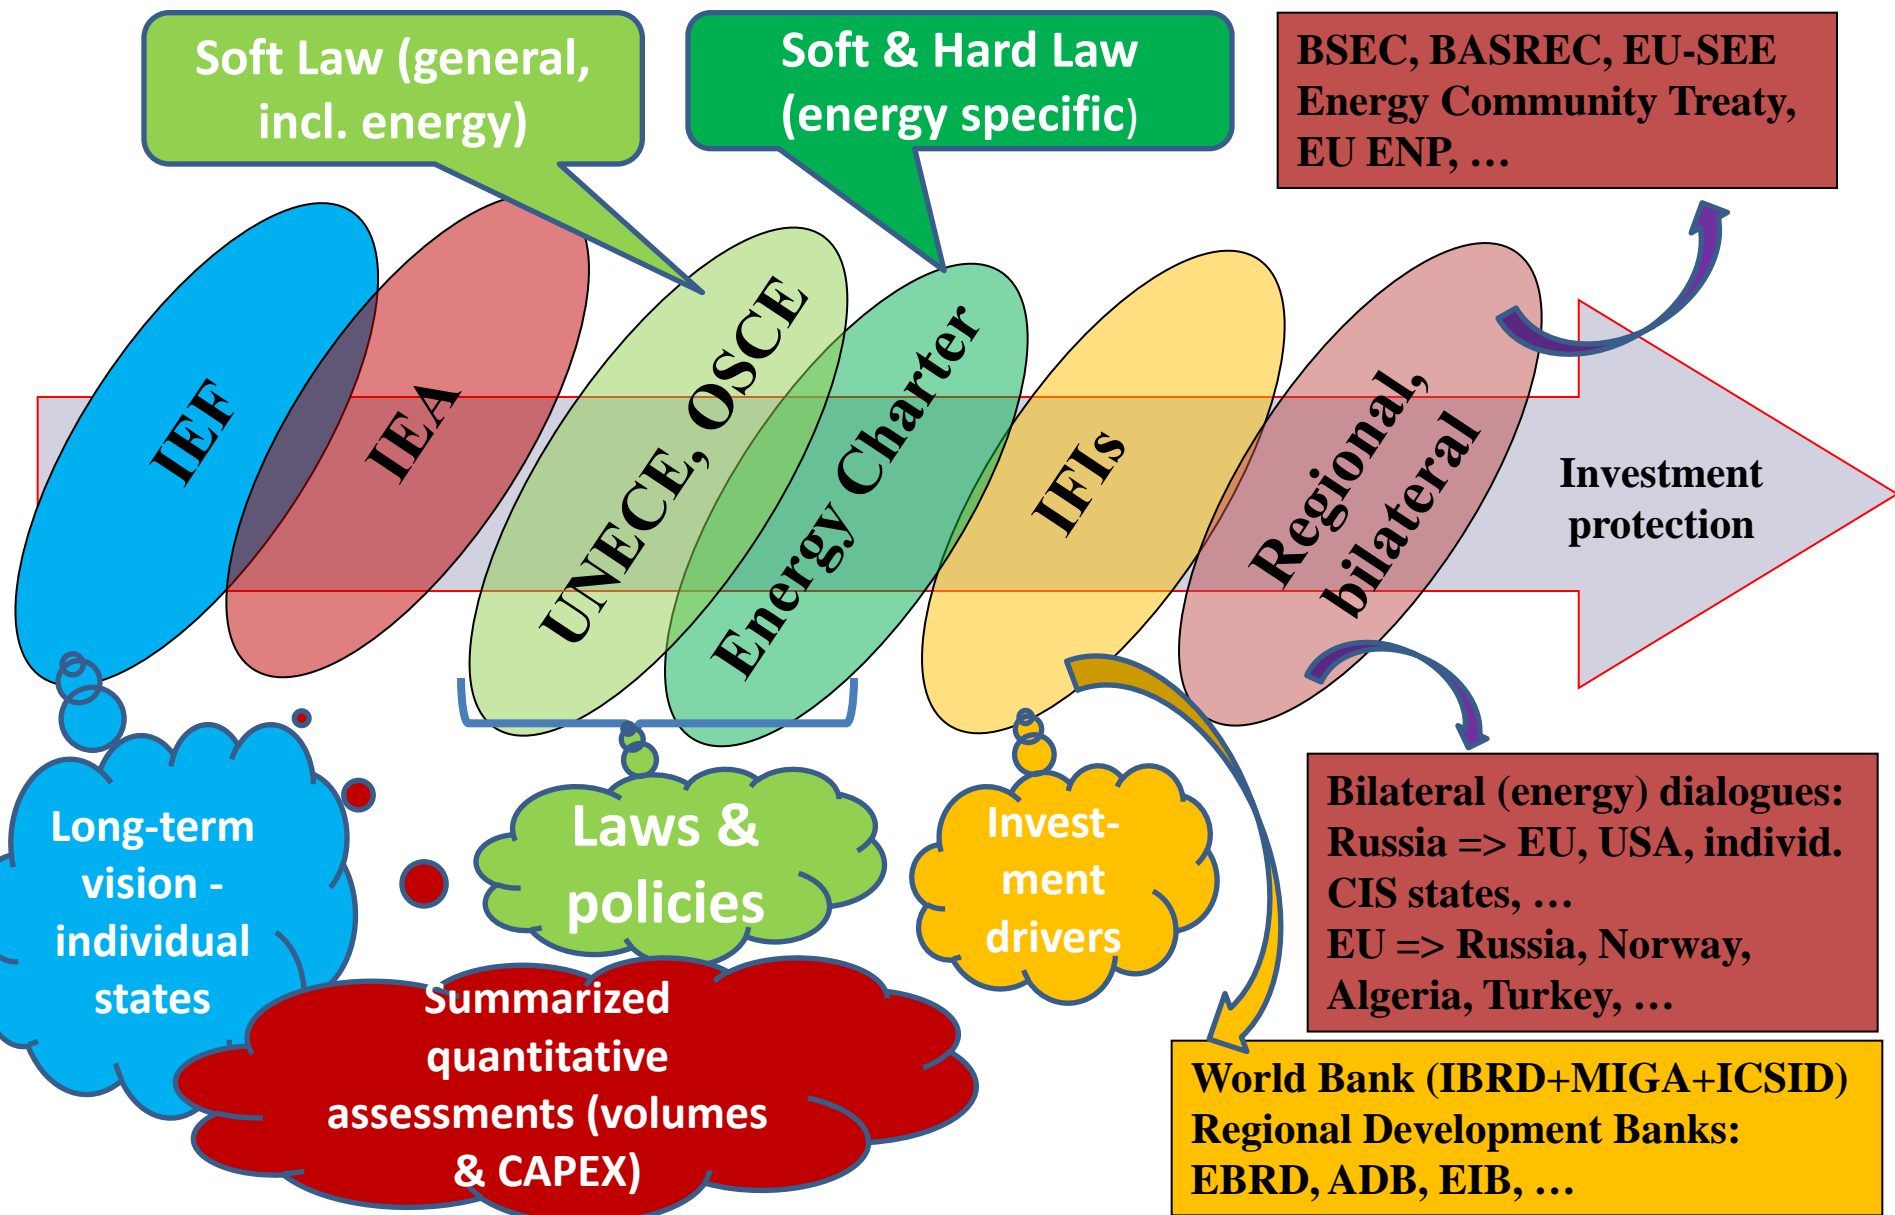 Soft Law (general,
incl. energy)
Soft & Hard Law
(energy specific)
BSEC, BASREC, EU-SEE
Energy Community Treaty,
EU ENP, …
IEF
IEA
UNECE, OSCE
Energy Charter
IFIs
Regional,
bilateral
Investment
protection
Long-term
vision -
individual
states
Laws &
policies
Invest-
ment
drivers
Summarized
quantitative
assessments (volumes
& CAPEX)
Bilateral (energy) dialogues:
Russia => EU, USA, individ.
CIS states, …
EU => Russia, Norway,
Algeria, Turkey, …
World Bank (IBRD+MIGA+ICSID)
Regional Development Banks:
EBRD, ADB, EIB, …